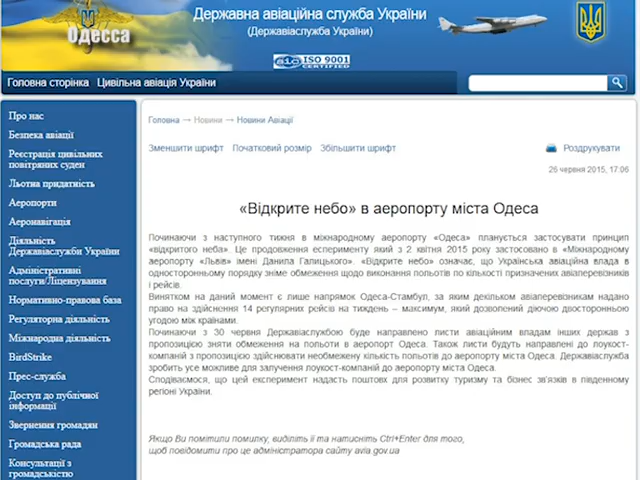 Одесса
Державна авіаційна служба України
(Державіаслужба України)
ISO 9001
CERTIFIED
Головна сторінка Цивільна авіація України
Про нас
Безпека авіації
Реєстрація цивільних
повітряних суден
Льотна придатність
Аеропорти
Аеронавігація
Діяльність
Державіаслужби України
Адміністративні
послуги/Ліцензування
Нормативно-правова база
Регуляторна діяльність
Міжнародна діяльність
BirdStrike
Прес-служба
Доступ до публічної
інформації
Звернення громадян
Громадська рада
Консультації з
громадськістю
Головна → Новини → Новини Авіації
Зменшити шрифт Початковий розмір Збільшити шрифт Роздрукувати
26 червня 2015, 17:06
«Відкрите небо» в аеропорту міста Одеса
Починаючи з наступного тижня в міжнародному аеропорту «Одеса» планується застосувати принцип
«відкритого неба». Це продовження есперименту який з 2 квітня 2015 року застосовано в «Міжнародному
аеропорту «Львів» імені Данила Галицького». «Відкрите небо» означає, що Українська авіаційна влада в
односторонньому порядку зніме обмеження щодо виконання польотів по кількості призначених авіаперевізників
і рейсів.
Винятком на даний момент є лише напрямок Одеса-Стамбул, за яким декільком авіаперевізникам надано
право на здійснення 14 регулярних рейсів на тиждень – максимум, який дозволений діючою двосторонньою
угодою між країнами.
Починаючи з 30 червня Державіаслужбою буде направлено листи авіаційним владам інших держав з
пропозицією зняти обмеження на польоти в аеропорт Одеса. Також листи будуть направлені до лоукост-
компаній з пропозицією здійснювати необмежену кількість польотів до аеропорту міста Одеса. Державіаслужба
зробить усе можливе для залучення лоукост-компаній до аеропорту міста Одеса.
Сподіваємося, що цей експеримент надасть поштовх для розвитку туризму та бізнес зв'язків в південному
регіоні України.
Якщо Ви помітили помилку, виділіть її та натисніть Ctrl+Enter для того,
щоб повідомити про це адміністратора сайту avia.gov.ua